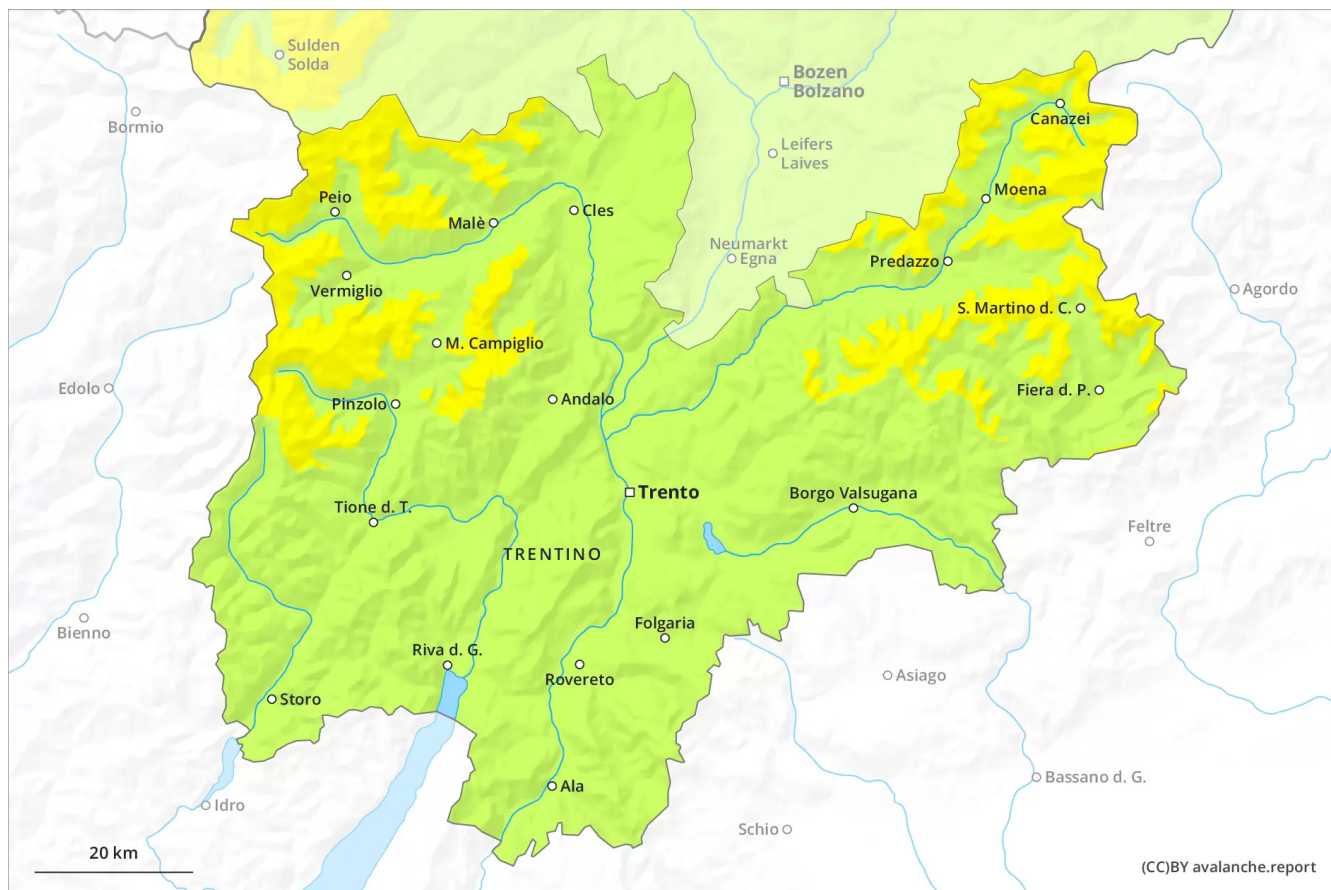 Sulden
Solda
Bozen
Bolzano
Bormio
Canazei
Leifers
Laives
Peio
Moena
Malè
Cles
Neumarkt
Egna
Predazzo
Vermiglio
Agordo
S. Martino d. C.
M. Campiglio
Edolo
Pinzolo
Andalo
Fiera d. P.
Trento
Borgo Valsugana
Tione d. T.
Feltre
TRENTINO
Bienno
Folgaria
Riva d. G.
Rovereto
Asiago
Storo
Bassano d. G.
Ala
Idro
Schio
20 km
(CC)BY avalanche.report